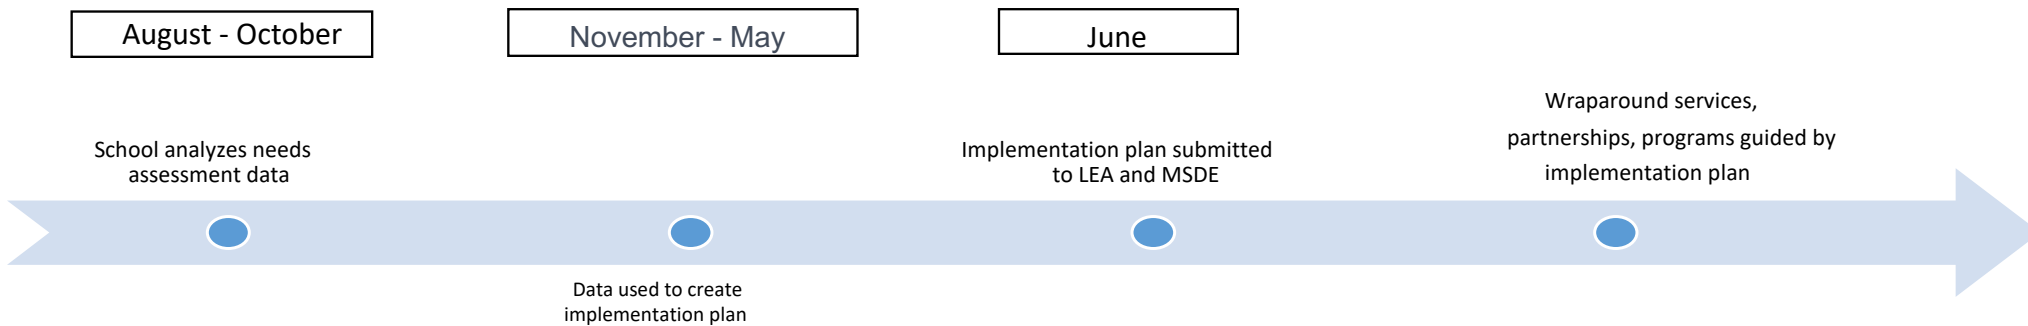 August - October
November - May
June
School analyzes needs
assessment data
Data used to create
implementation plan
Implementation plan submitted
to LEA and MSDE
Wraparound services,
partnerships, programs guided by
implementation plan